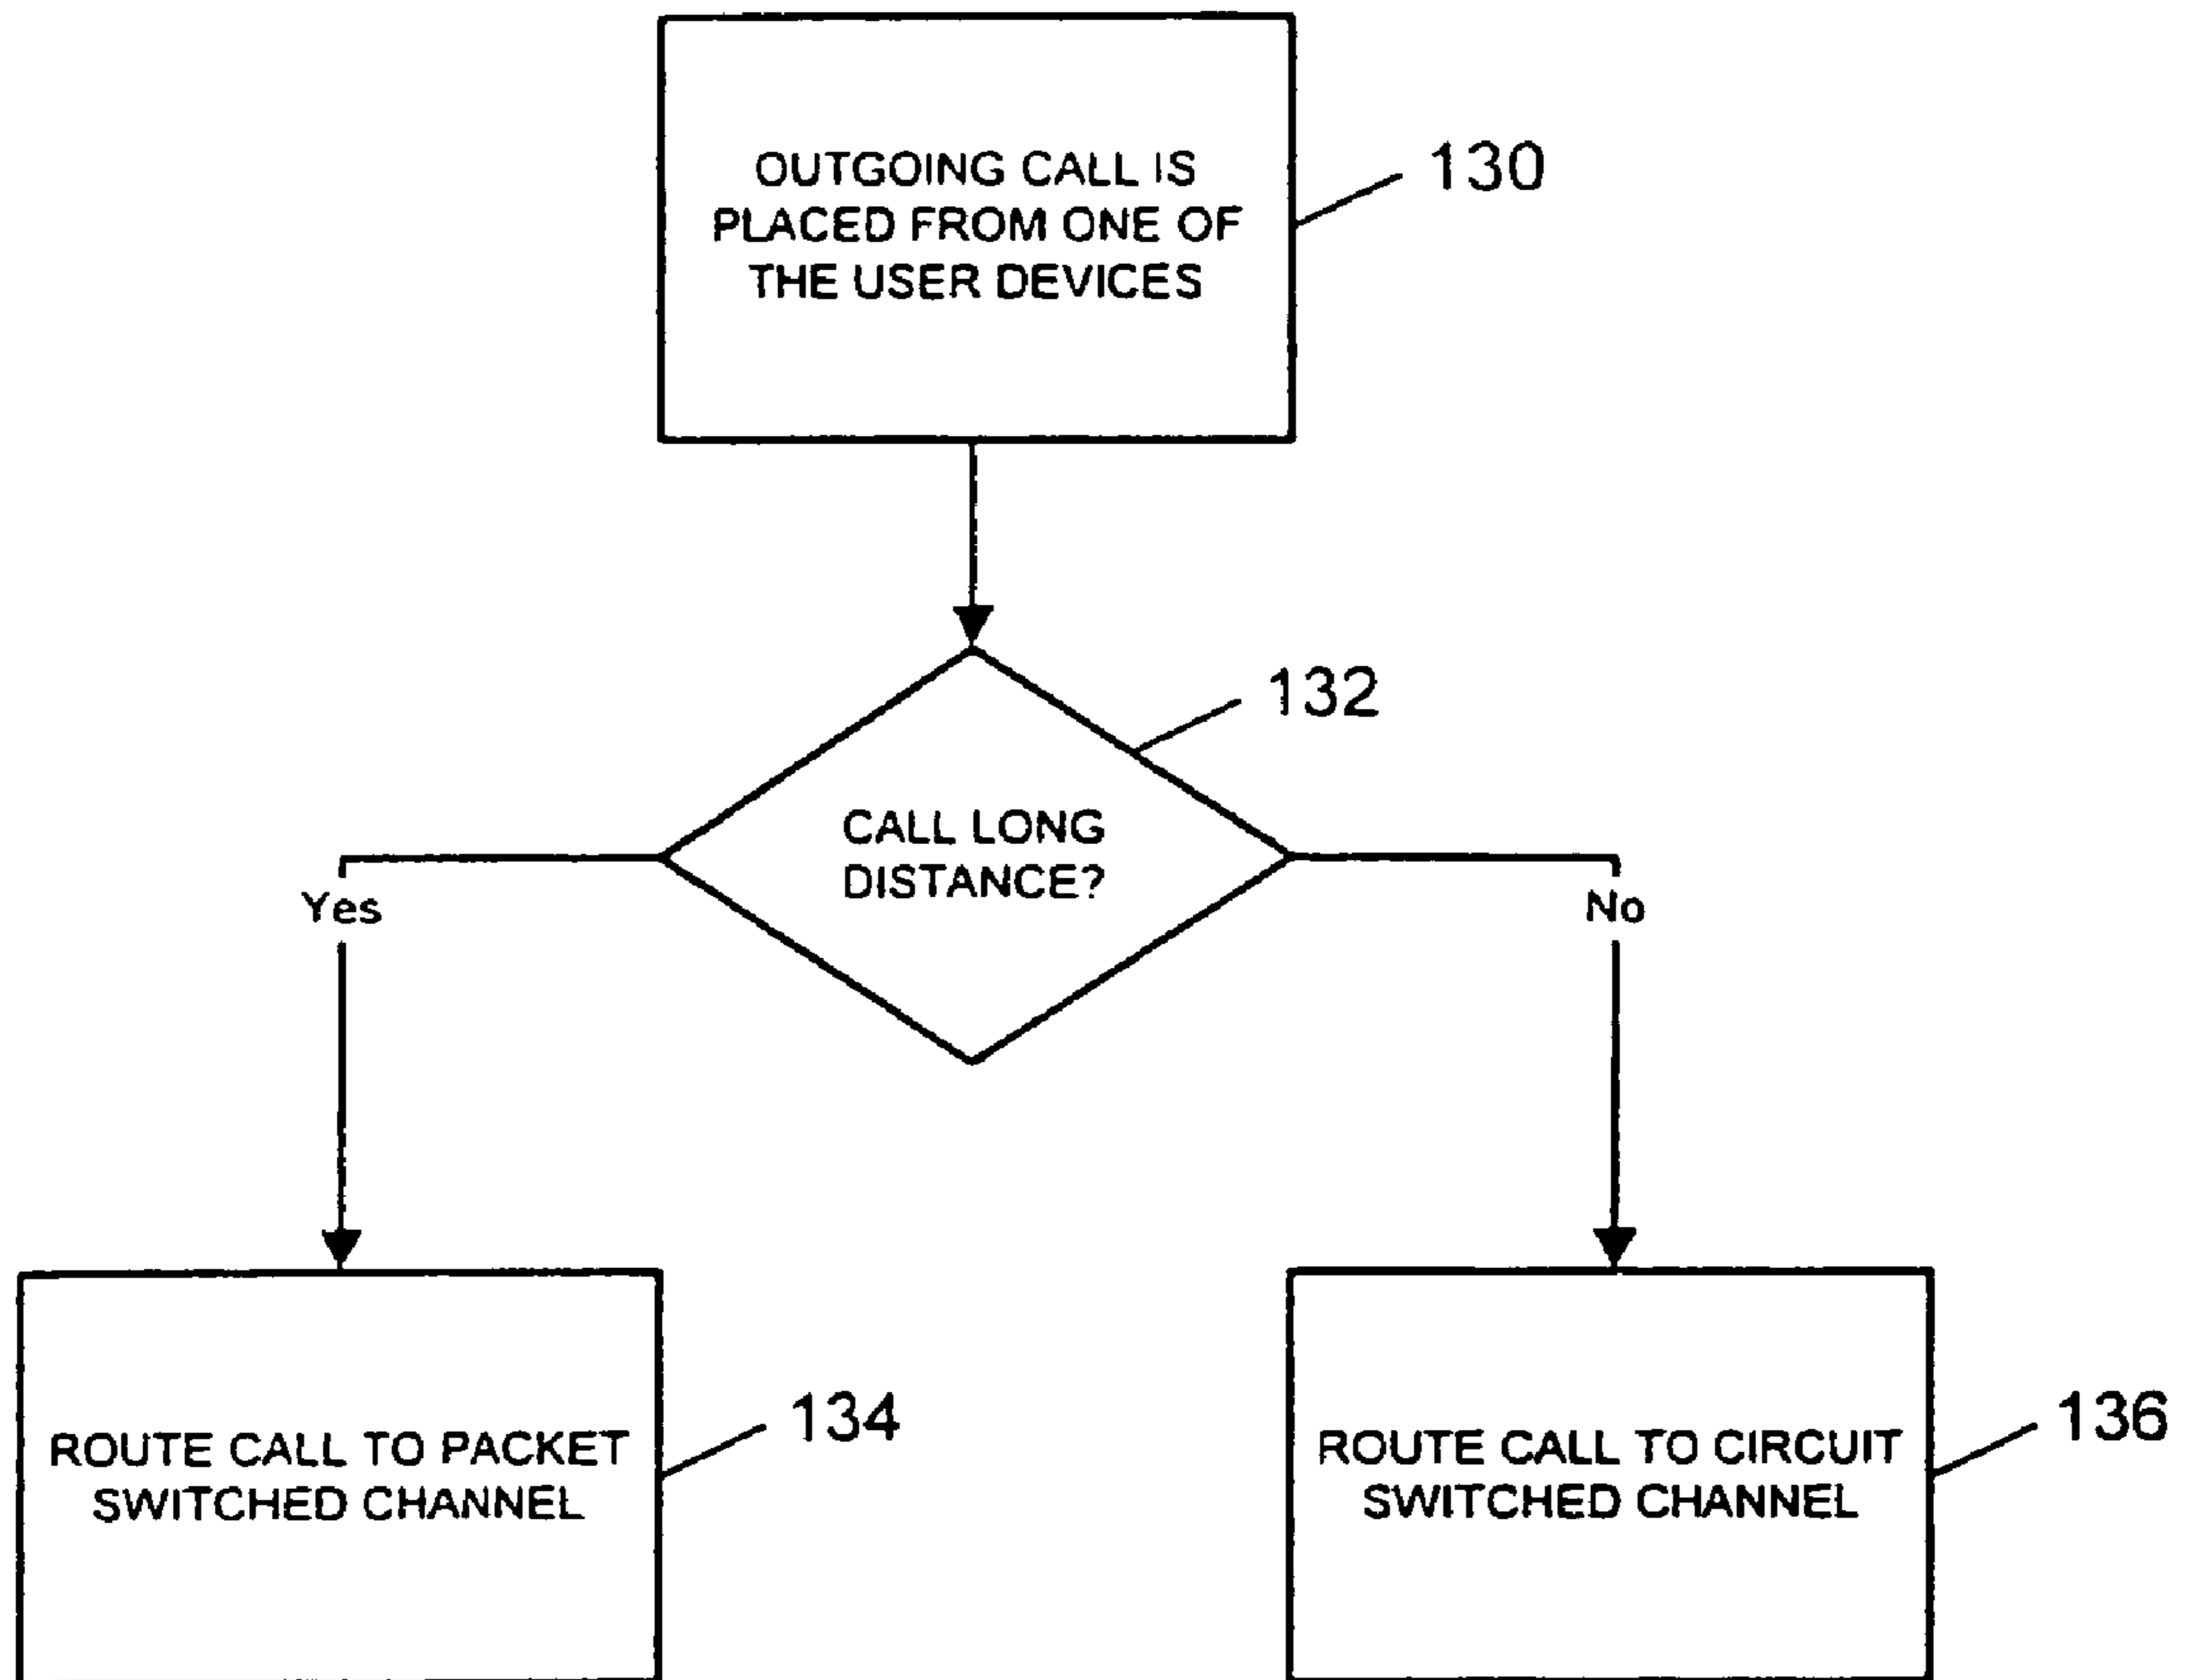 OUTGOING CALL IS
PLACED FROM ONE OF
THE USER DEVICES
130
132
CALL LONG
DISTANCE?
Yes
No
ROUTE CALL TO PACKET
SWITCHED CHANNEL
134
ROUTE CALL TO CIRCUIT
SWITCHED CHANNEL
136